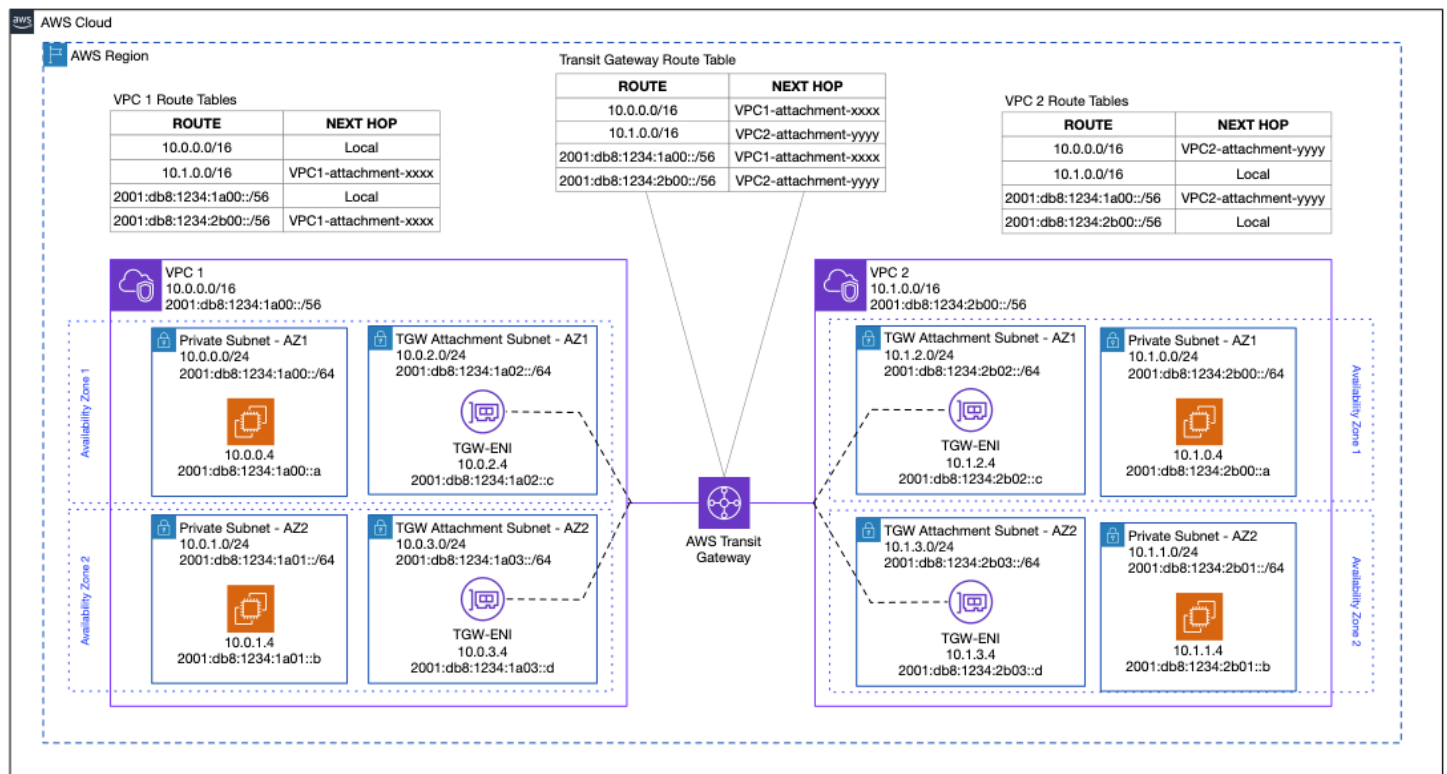 aws
AWS Cloud
AWS Region
Transit Gateway Route Table
ROUTE NEXT HOP
10.0.0.0/16 VPC1-attachment-xxxx
10.1.0.0/16 VPC2-attachment-yyyy
2001:db8:1234:1a00::/56 VPC1-attachment-xxxx
2001:db8:1234:2b00::/56 VPC2-attachment-yyyy
VPC 1 Route Tables
ROUTE NEXT HOP
10.0.0.0/16 Local
10.1.0.0/16 VPC1-attachment-xxxx
2001:db8:1234:1a00::/56 Local
2001:db8:1234:2b00::/56 VPC1-attachment-xxxx
VPC 2 Route Tables
ROUTE NEXT HOP
10.0.0.0/16 VPC2-attachment-yyyy
10.1.0.0/16 Local
2001:db8:1234:1a00::/56 VPC2-attachment-yyyy
2001:db8:1234:2b00::/56 Local
VPC 1
10.0.0.0/16
2001:db8:1234:1a00::/56
Availability Zone 1
Private Subnet - AZ1
10.0.0.0/24
2001:db8:1234:1a00::/64
10.0.0.4
2001:db8:1234:1a00::a
TGW Attachment Subnet - AZ1
10.0.2.0/24
2001:db8:1234:1a02::/64
TGW-ENI
10.0.2.4
2001:db8:1234:1a02::c
Availability Zone 2
Private Subnet - AZ2
10.0.1.0/24
2001:db8:1234:1a01::/64
10.0.1.4
2001:db8:1234:1a01::b
TGW Attachment Subnet - AZ2
10.0.3.0/24
2001:db8:1234:1a03::/64
TGW-ENI
10.0.3.4
2001:db8:1234:1a03::d
AWS Transit
Gateway
VPC 2
10.1.0.0/16
2001:db8:1234:2b00::/56
TGW Attachment Subnet - AZ1
10.1.2.0/24
2001:db8:1234:2b02::/64
TGW-ENI
10.1.2.4
2001:db8:1234:2b02::c
Private Subnet - AZ1
10.1.0.0/24
2001:db8:1234:2b00::/64
10.1.0.4
2001:db8:1234:2b00::a
Availability Zone 1
TGW Attachment Subnet - AZ2
10.1.3.0/24
2001:db8:1234:2b03::/64
TGW-ENI
10.1.3.4
2001:db8:1234:2b03::d
Private Subnet - AZ2
10.1.1.0/24
2001:db8:1234:2b01::/64
10.1.1.4
2001:db8:1234:2b01::b
Availability Zone 2